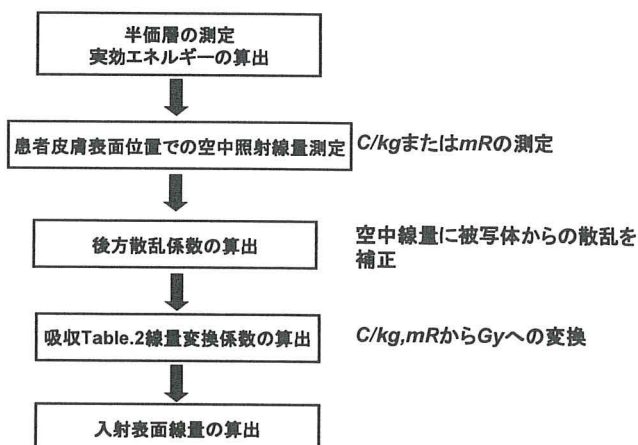 半価層の測定
実効エネルギーの算出
患者皮膚表面位置での空中照射線量測定
C/kgまたはmRの測定
後方散乱係数の算出
空中線量に被写体からの散乱を
補正
吸収Table.2線量変換係数の算出
C/kg,mRからGyへの変換
入射表面線量の算出